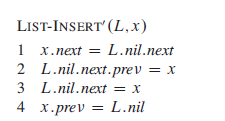 LIST-INSERT′(L, x)
1 x.next = L.nil.next
2 L.nil.next.prev = x
3 L.nil.next = x
4 x.prev = L.nil